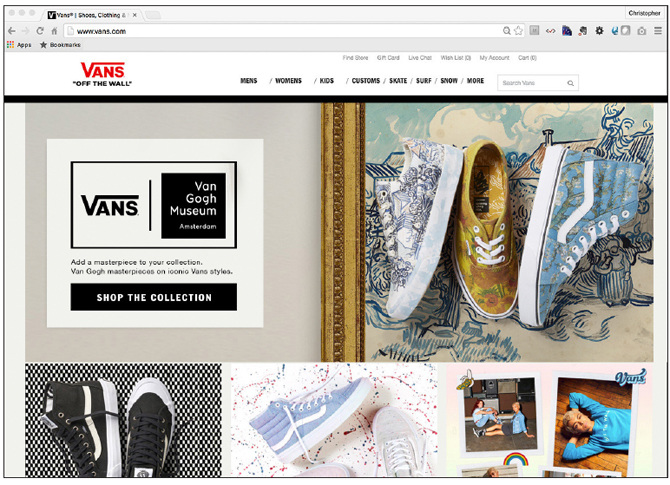 Vans® | Shoes, Clothing &
Christopher
www.vans.com
Apps
Bookmarks
Find Store
Gift Card
Live Chat
Wish List (0)
My Account
Cart (0)
VANS
"OFF THE WALL"
MENS / WOMENS / KIDS / CUSTOMS / SKATE / SURF / SNOW / MORE
Search Vans
VANS
Van
Gogh
Museum
Amsterdam
Add a masterpiece to your collection.
Van Gogh masterpieces on iconic Vans styles.
SHOP THE COLLECTION
Vans